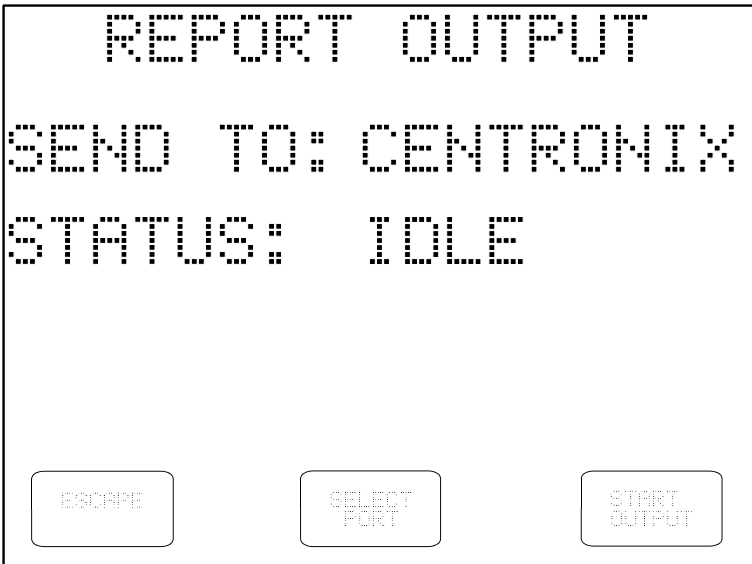 REPORT OUTPUT
SEND TO: CENTRONIX
STATUS: IDLE
ESCAPE
SELECT
PORT
START
OUTPUT